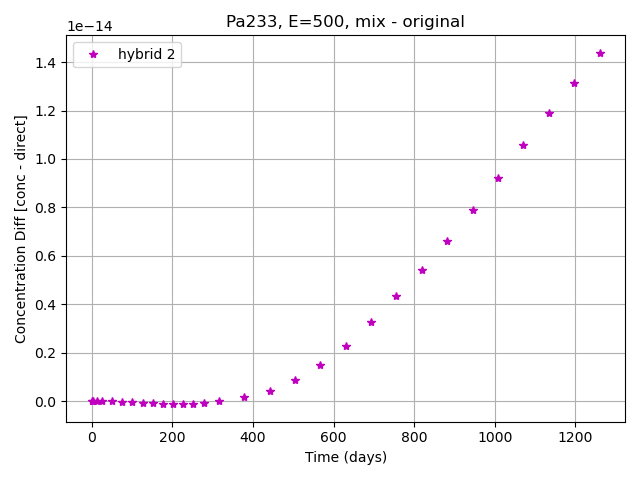 Pa233, E=500, mix - original
1e−14
hybrid 2
1.4
1.2
1.0
0.8
0.6
0.4
0.2
0.0
Concentration Diff [conc - direct]
0 200 400 600 800 1000 1200
Time (days)